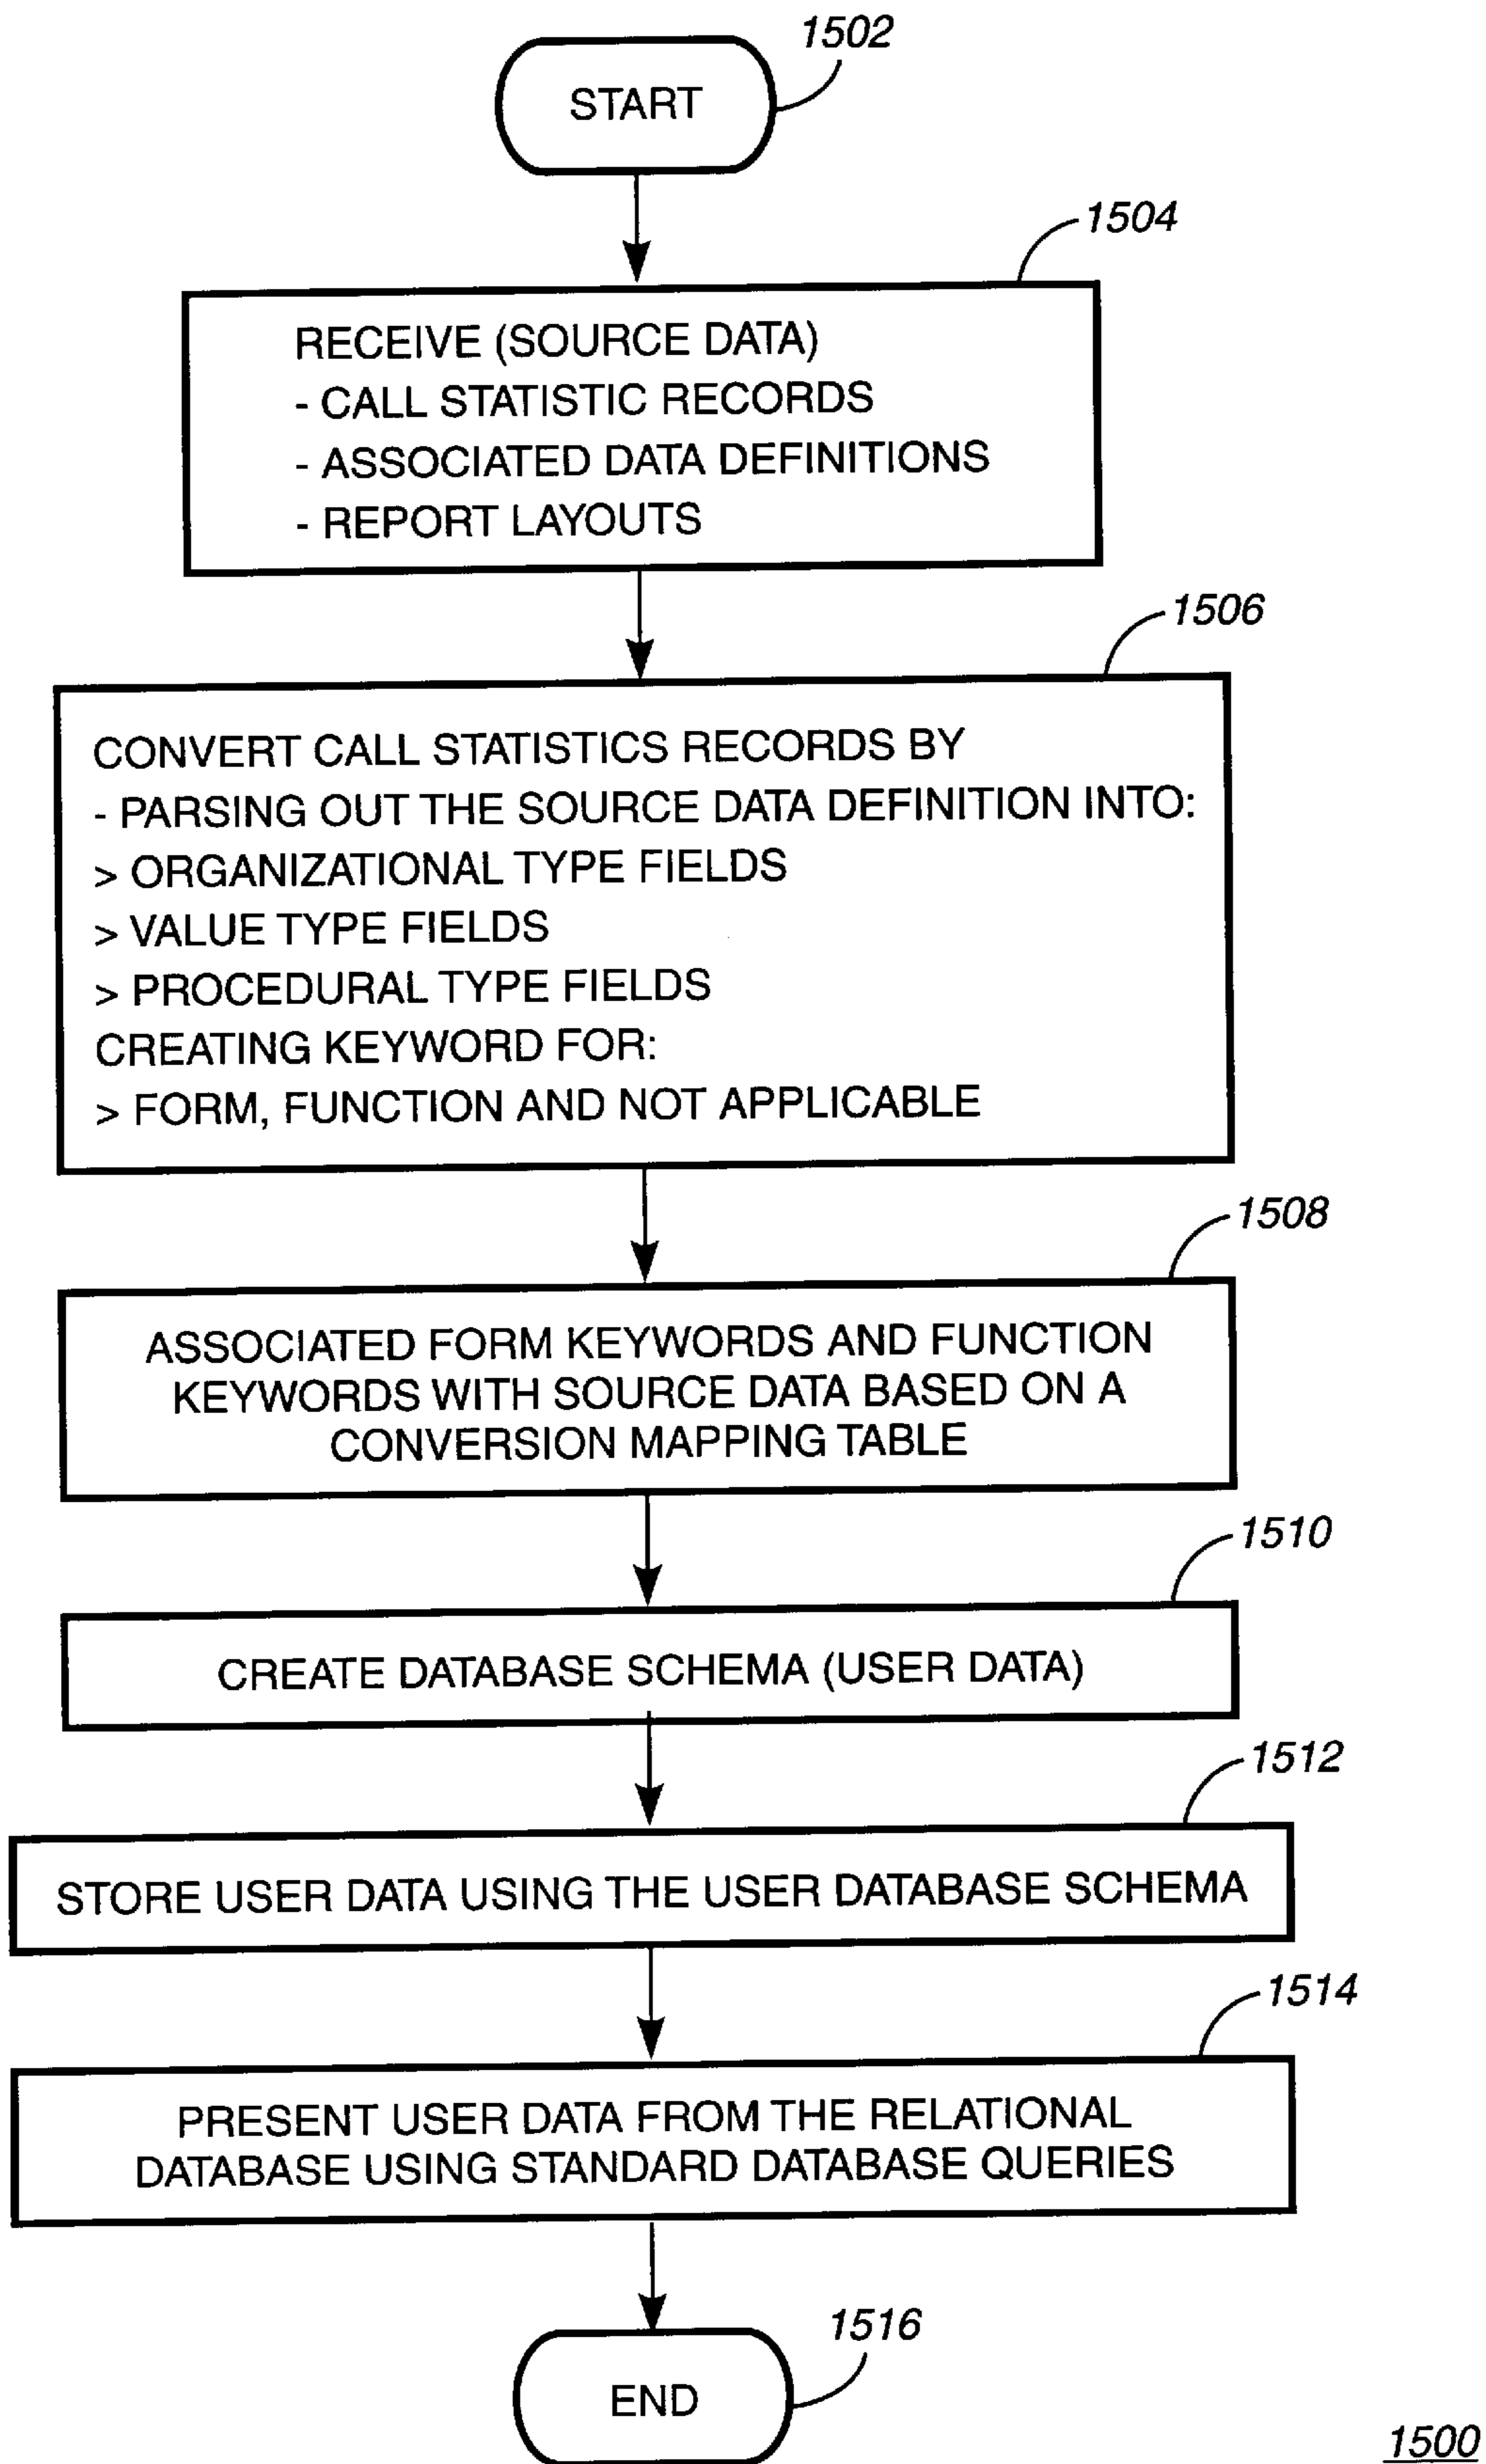 1502
START
1504
RECEIVE (SOURCE DATA)
- CALL STATISTIC RECORDS
- ASSOCIATED DATA DEFINITIONS
- REPORT LAYOUTS
1506
CONVERT CALL STATISTICS RECORDS BY
- PARSING OUT THE SOURCE DATA DEFINITION INTO:
> ORGANIZATIONAL TYPE FIELDS
> VALUE TYPE FIELDS
> PROCEDURAL TYPE FIELDS
CREATING KEYWORD FOR:
> FORM, FUNCTION AND NOT APPLICABLE
1508
ASSOCIATED FORM KEYWORDS AND FUNCTION
KEYWORDS WITH SOURCE DATA BASED ON A
CONVERSION MAPPING TABLE
1510
CREATE DATABASE SCHEMA (USER DATA)
1512
STORE USER DATA USING THE USER DATABASE SCHEMA
1514
PRESENT USER DATA FROM THE RELATIONAL
DATABASE USING STANDARD DATABASE QUERIES
1516
END
1500